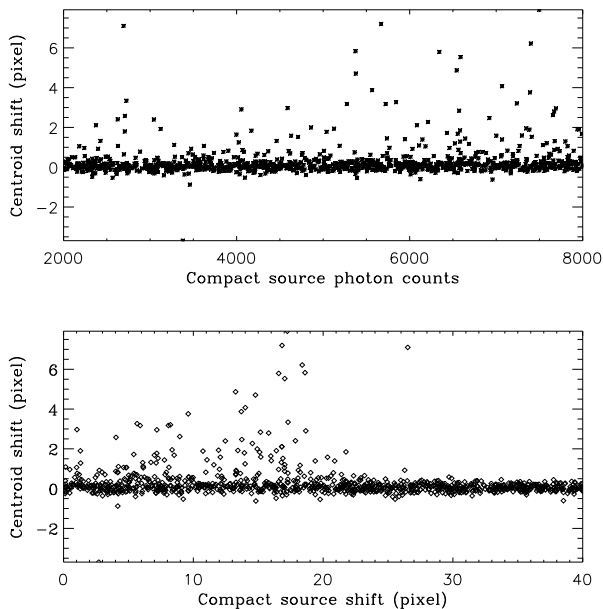 6
4
2
0
−2
Centroid shift (pixel)
2000 4000 6000 8000
Compact source photon counts
6
4
2
0
−2
Centroid shift (pixel)
0 10 20 30 40
Compact source shift (pixel)